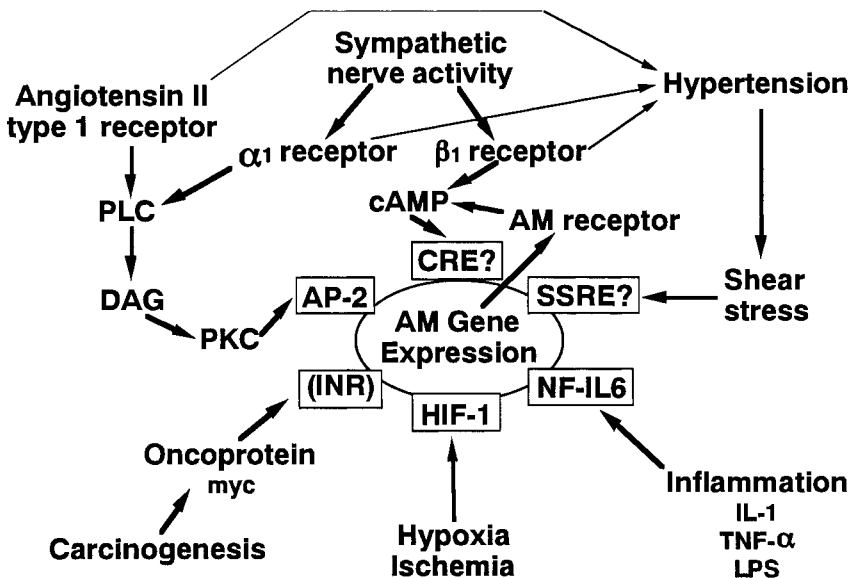 Sympathetic
nerve activity
Hypertension
Angiotensin II
type 1 receptor
α1 receptor
β1 receptor
PLC
cAMP
AM receptor
CRE?
DAG
AP-2
SSRE?
Shear
stress
PKC
AM Gene
Expression
(INR)
NF-IL6
HIF-1
Oncoprotein
myc
Inflammation
IL-1
TNF-α
LPS
Carcinogenesis
Hypoxia
Ischemia